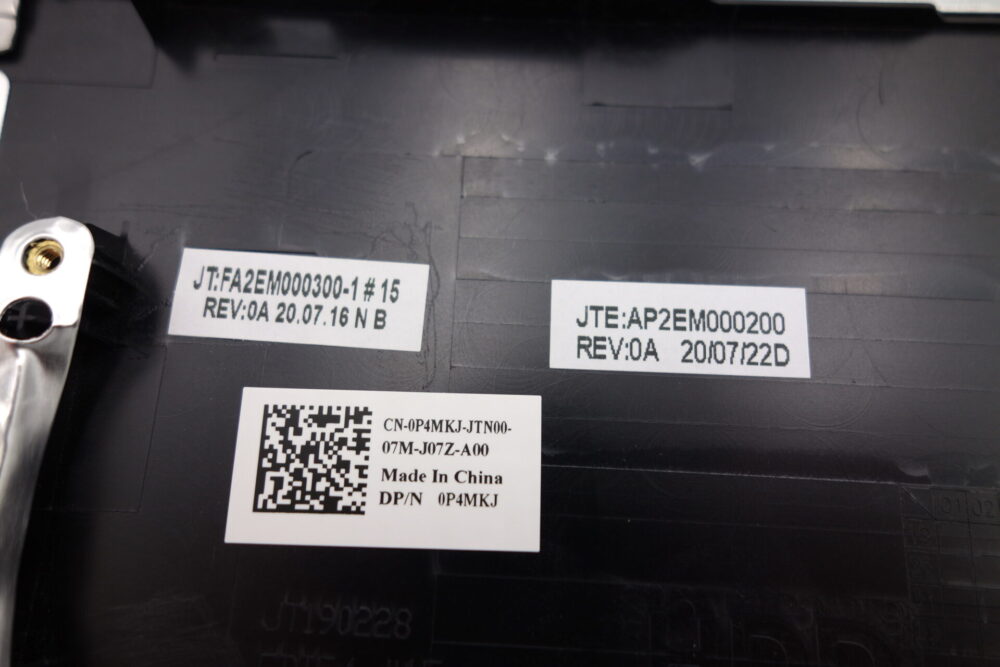 JT:FA2EM000300-1 # 15
REV:0A 20.07.16 N B
JTE:AP2EM000200
REV:0A 20/07/22D
CN-0P4MKJ-JTN00-
07M-J07Z-A00
Made In China
DP/N 0P4MKJ
JT190228